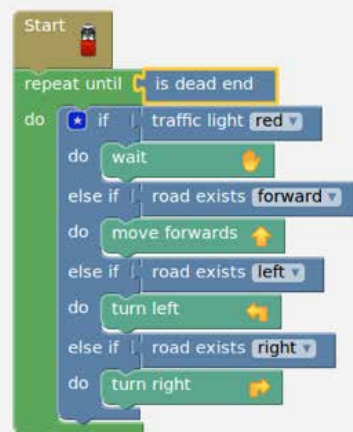 Start
repeat until is dead end
do if traffic light red
do wait
else if road exists forward
do move forwards
else if road exists left
do turn left
else if road exists right
do turn right